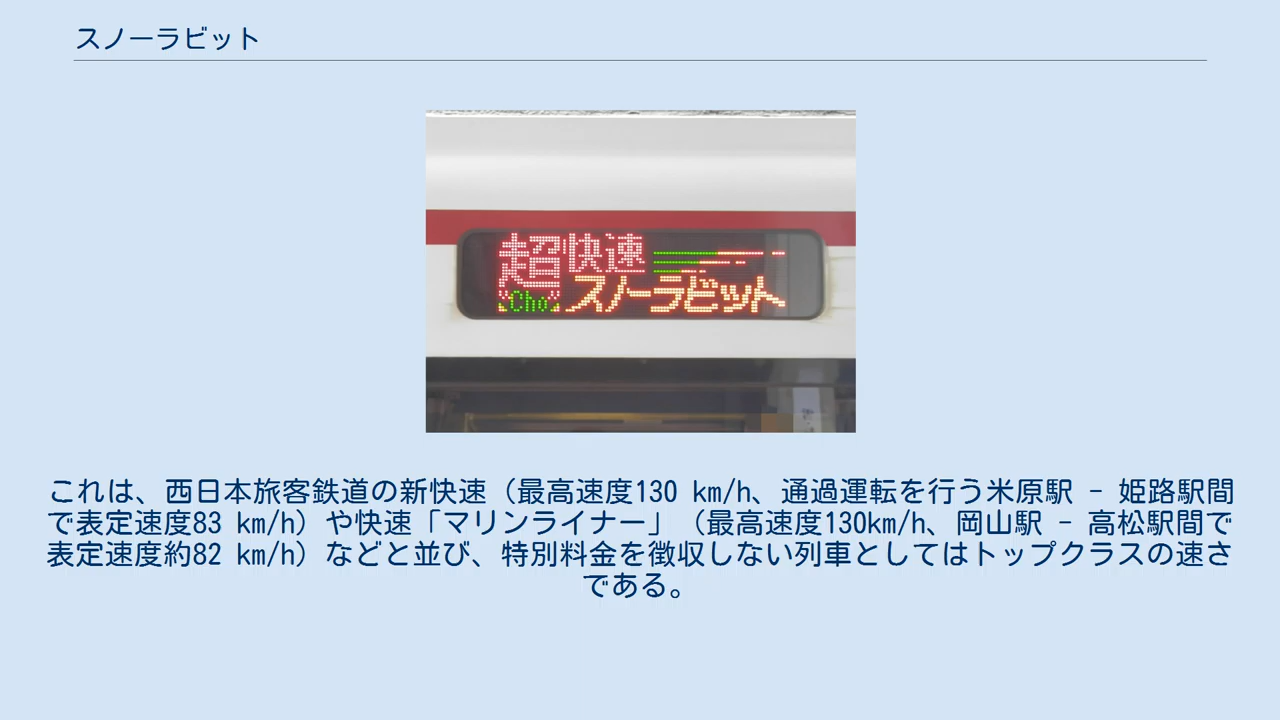 スノーラビット
超快速
Cho
スノーラビット
これは、西日本旅客鉄道の新快速（最高速度130 km/h、通過運転を行う米原駅 - 姫路駅間
で表定速度83 km/h）や快速「マリンライナー」（最高速度130km/h、岡山駅 - 高松駅間で
表定速度約82 km/h）などと並び、特別料金を徴収しない列車としてはトップクラスの速さ
である。